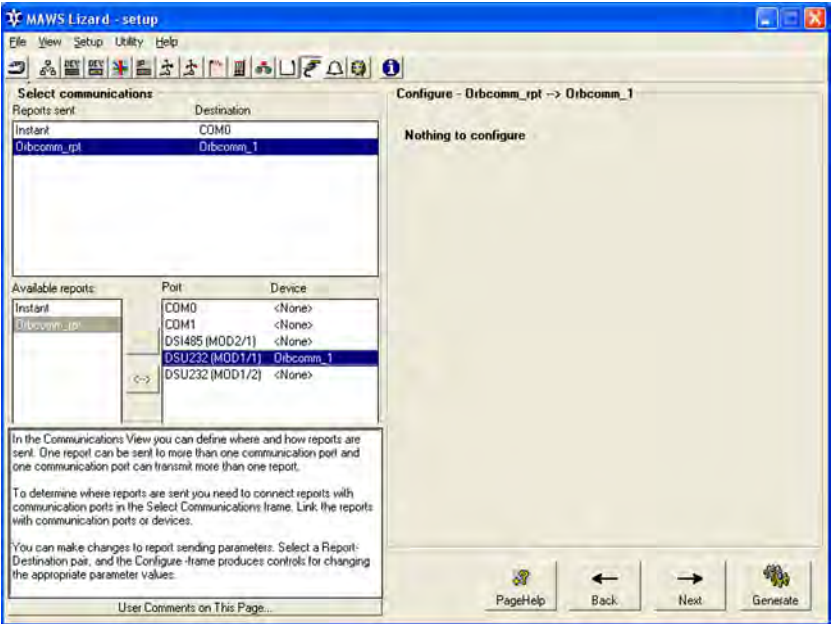 MAWS Lizard - setup
File View Setup Utility Help
Select communications
Reports sent Destination
Instant COM0
Orbcomm_rpt Orbcomm_1
Available reports:
Instant
Orbcomm_rpt
<-->
Port Device
COM0 <None>
COM1 <None>
DSI485 (MOD2/1) <None>
DSU232 (MOD1/1) Orbcomm_1
DSU232 (MOD1/2) <None>
In the Communications View you can define where and how reports are
sent. One report can be sent to more than one communication port and
one communication port can transmit more than one report.
To determine where reports are sent you need to connect reports with
communication ports in the Select Communications frame. Link the reports
with communication ports or devices.
You can make changes to report sending parameters. Select a Report-
Destination pair, and the Configure -frame produces controls for changing
the appropriate parameter values.
User Comments on This Page...
Configure - Orbcomm_rpt --> Orbcomm_1
Nothing to configure
PageHelp Back Next Generate